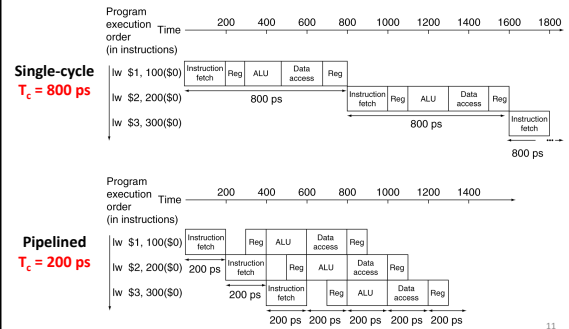 Program
execution
order
(in instructions)
Time
200 400 600 800 1000 1200 1400 1600 1800
Single-cycle
Tc = 800 ps
lw $1, 100($0)
Instruction fetch
Reg
ALU
Data access
Reg
lw $2, 200($0)
800 ps
Instruction fetch
Reg
ALU
Data access
Reg
lw $3, 300($0)
800 ps
Instruction fetch
...
800 ps
Program
execution
order
(in instructions)
Time
200 400 600 800 1000 1200 1400
Pipelined
Tc = 200 ps
lw $1, 100($0)
Instruction fetch
Reg
ALU
Data access
Reg
lw $2, 200($0)
200 ps
Instruction fetch
Reg
ALU
Data access
Reg
lw $3, 300($0)
200 ps
Instruction fetch
Reg
ALU
Data access
Reg
200 ps 200 ps 200 ps 200 ps 200 ps
11